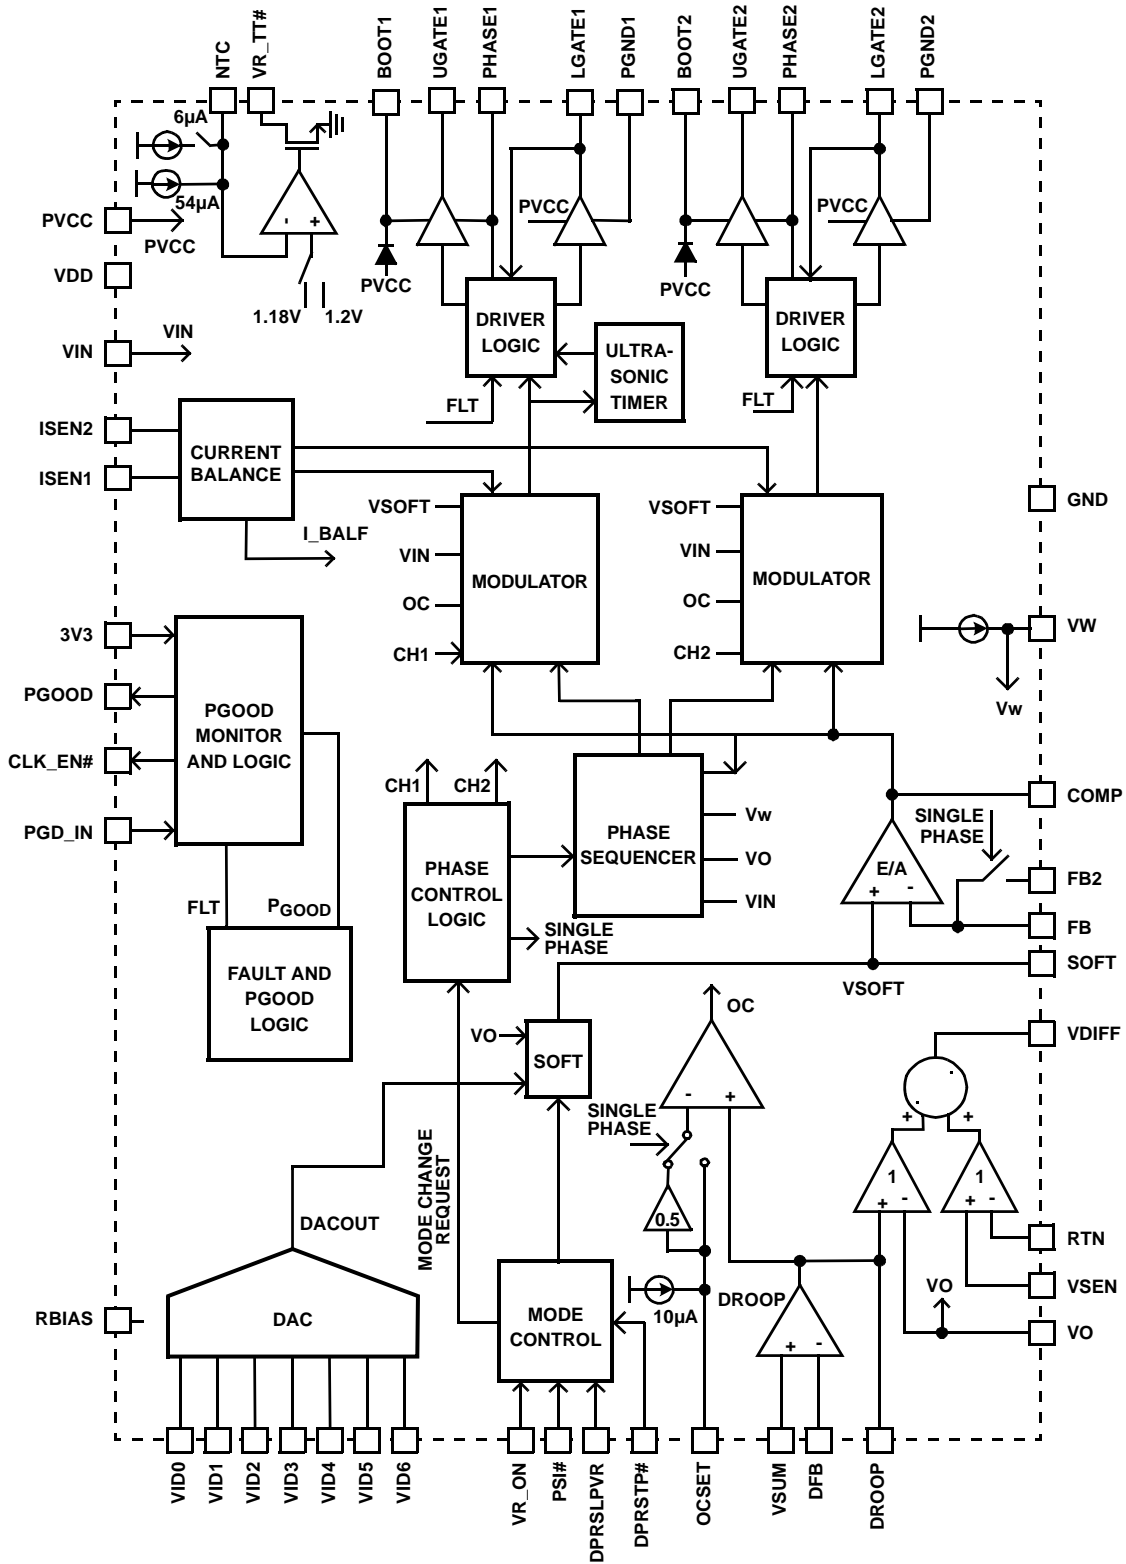 NTC
VR_TT#
BOOT1
UGATE1
PHASE1
LGATE1
PGND1
BOOT2
UGATE2
PHASE2
LGATE2
PGND2
6µA
54µA
PVCC
PVCC
- +
1.18V
1.2V
VDD
VIN
VIN
PVCC
PVCC
PVCC
PVCC
DRIVER
LOGIC
DRIVER
LOGIC
ULTRA-
SONIC
TIMER
FLT
FLT
ISEN2
ISEN1
CURRENT
BALANCE
I_BALF
VSOFT
VIN
OC
CH1
MODULATOR
VSOFT
VIN
OC
CH2
MODULATOR
GND
VW
Vw
3V3
PGOOD
CLK_EN#
PGD_IN
PGOOD
MONITOR
AND LOGIC
FLT
PGOOD
FAULT AND
PGOOD
LOGIC
CH1
CH2
PHASE
CONTROL
LOGIC
SINGLE
PHASE
PHASE
SEQUENCER
Vw
VO
VIN
COMP
SINGLE
PHASE
E/A
+ -
FB2
FB
SOFT
VSOFT
VO
SOFT
OC
- +
SINGLE
PHASE
0.5
VDIFF
- -
+ +
1
+ -
1
+ -
RTN
VSEN
VO
VO
MODE CHANGE
REQUEST
DACOUT
DAC
RBIAS
MODE
CONTROL
10µA
DROOP
+ -
VID0
VID1
VID2
VID3
VID4
VID5
VID6
VR_ON
PSI#
DPRSLPVR
DPRSTP#
OCSET
VSUM
DFB
DROOP